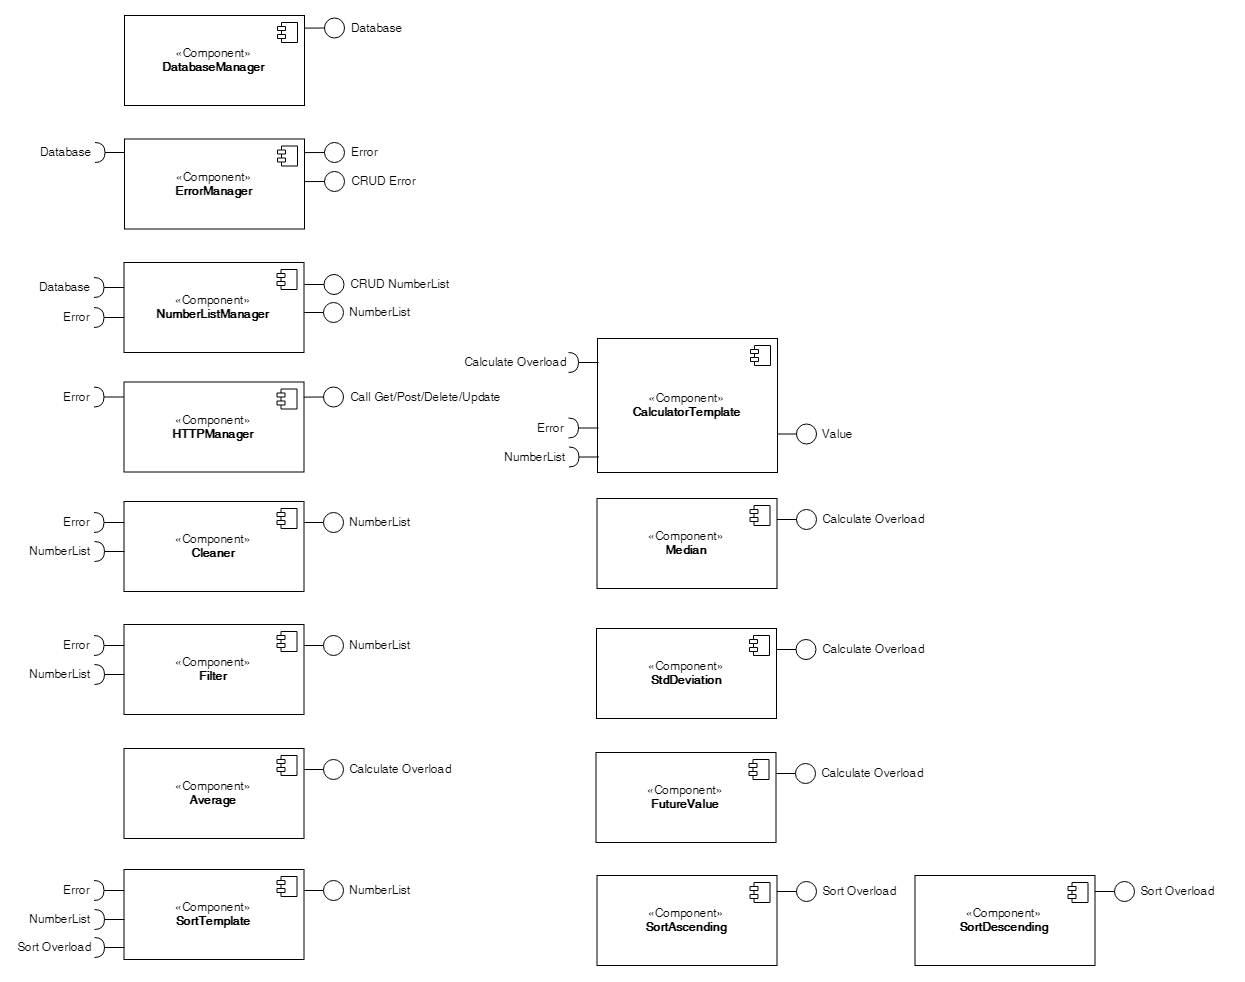 «Component»
DatabaseManager
Database
Database
«Component»
ErrorManager
Error
CRUD Error
Database
Error
«Component»
NumberListManager
CRUD NumberList
NumberList
Error
«Component»
HTTPManager
Call Get/Post/Delete/Update
Calculate Overload
Error
NumberList
«Component»
CalculatorTemplate
Value
Error
NumberList
«Component»
Cleaner
NumberList
«Component»
Median
Calculate Overload
Error
NumberList
«Component»
Filter
NumberList
«Component»
StdDeviation
Calculate Overload
«Component»
Average
Calculate Overload
«Component»
FutureValue
Calculate Overload
Error
NumberList
Sort Overload
«Component»
SortTemplate
NumberList
«Component»
SortAscending
Sort Overload
«Component»
SortDescending
Sort Overload